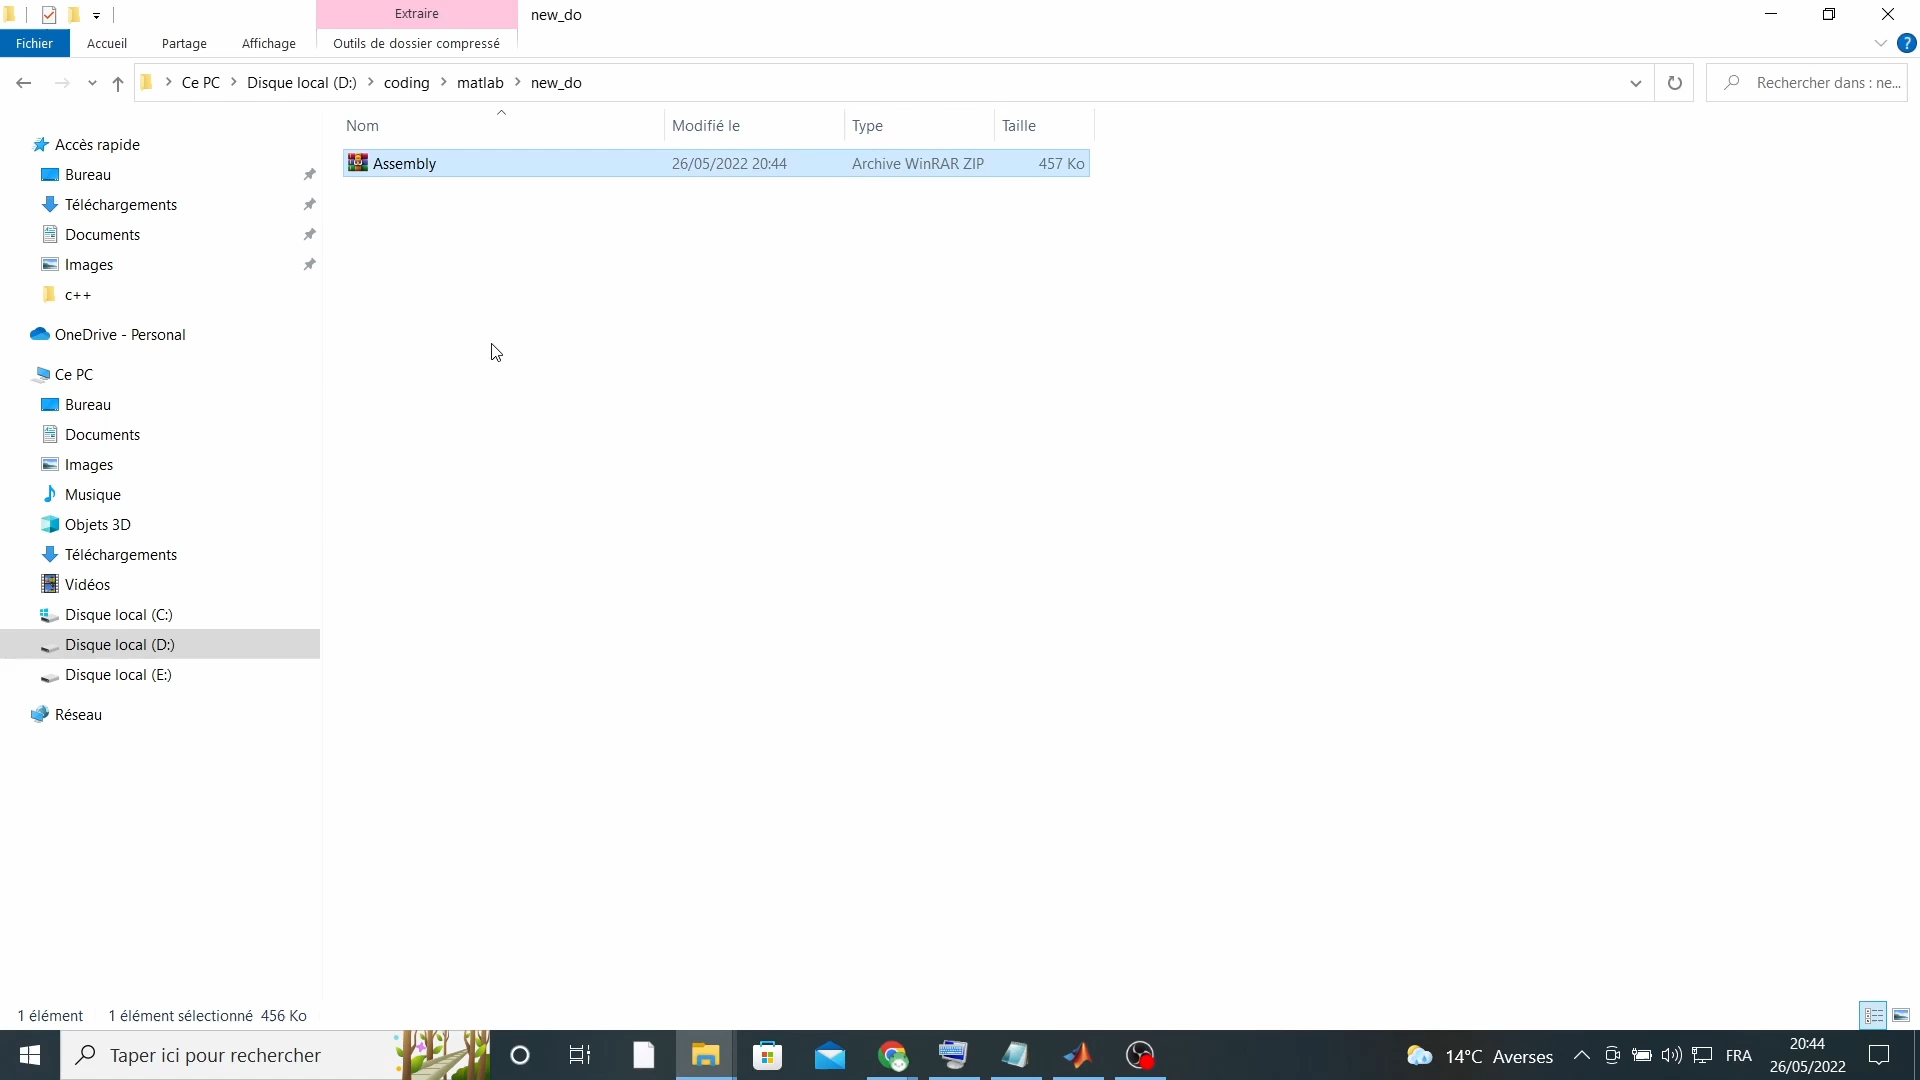 Extraire
new_do
Fichier
Accueil
Partage
Affichage
Outils de dossier compressé
Ce PC
Disque local (D:)
coding
matlab
new_do
Rechercher dans : ne...
Nom
Modifié le
Type
Taille
Assembly
26/05/2022 20:44
Archive WinRAR ZIP
457 Ko
Accès rapide
Bureau
Téléchargements
Documents
Images
c++
OneDrive - Personal
Ce PC
Bureau
Documents
Images
Musique
Objets 3D
Téléchargements
Vidéos
Disque local (C:)
Disque local (D:)
Disque local (E:)
Réseau
1 élément
1 élément sélectionné 456 Ko
Taper ici pour rechercher
14°C Averses
FRA
20:44
26/05/2022